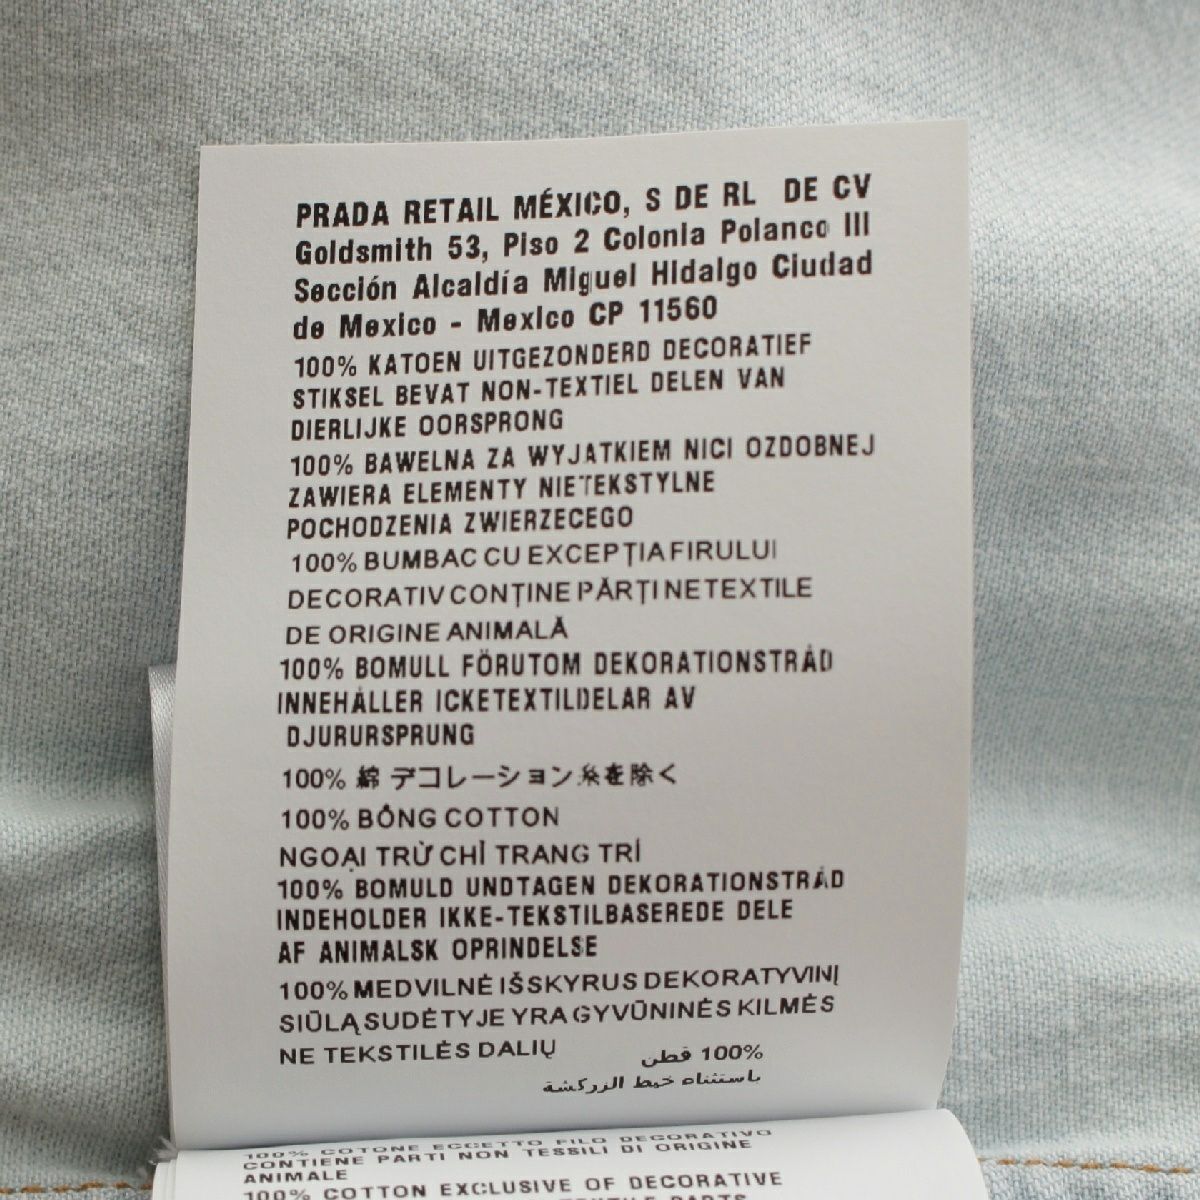 PRADA RETAIL MÉXICO, S DE RL DE CV
Goldsmith 53, Piso 2 Colonia Polanco III
Sección Alcaldía Miguel Hidalgo Ciudad
de Mexico - Mexico CP 11560
100% KATOEN UITGEZONDERD DECORATIEF
STIKSEL BEVAT NON-TEXTIEL DELEN VAN
DIERLIJKE OORSPRONG
100% BAWELNA ZA WYJATKIEM NICI OZDOBNEJ
ZAWIERA ELEMENTY NIETEKSTYLNE
POCHODZENIA ZWIERZECEGO
100% BUMBAC CU EXCEPȚIA FIRULUI
DECORATIV CONȚINE PĂRȚI NETEXTILE
DE ORIGINE ANIMALĂ
100% BOMULL FÖRUTOM DEKORATIONSTRÅD
INNEHÅLLER ICKETEXTILDELAR AV
DJURURSPRUNG
100% 綿 デコレーション糸を除く
100% BÔNG COTTON
NGOẠI TRỪ CHỈ TRANG TRÍ
100% BOMULD UNDTAGEN DEKORATIONSTRÅD
INDEHOLDER IKKE-TEKSTILBASEREDE DELE
AF ANIMALSK OPRINDELSE
100% MEDVILNĖ IŠSKYRUS DEKORATYVINĮ
SIŪLĄ SUDĖTYJE YRA GYVŪNINĖS KILMĖS
NE TEKSTILĖS DALIŲ
100% قطن
باستثناء خيط الزركشة
100% COTONE ECCETTO FILO DECORATIVO
CONTIENE PARTI NON TESSILI DI ORIGINE
ANIMALE
100% COTTON EXCLUSIVE OF DECORATIVE
TEXTILE PARTS